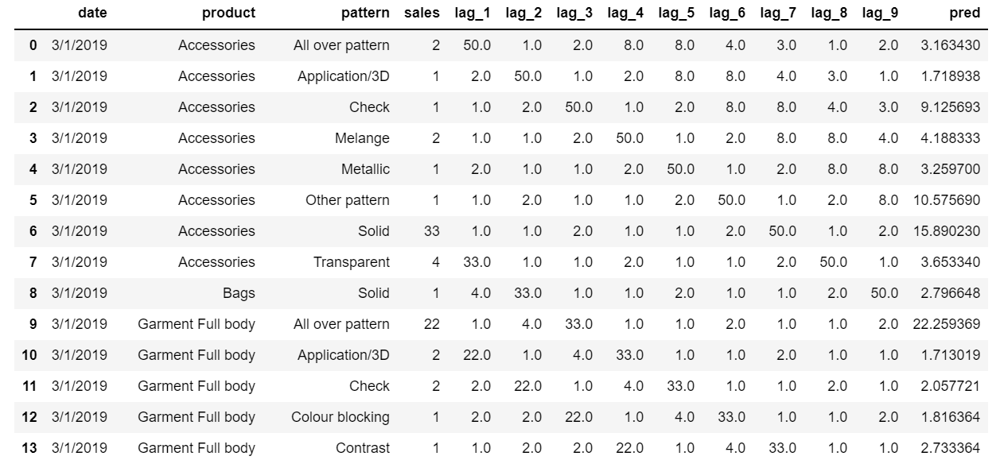 date product pattern sales lag_1 lag_2 lag_3 lag_4 lag_5 lag_6 lag_7 lag_8 lag_9 pred
0 3/1/2019 Accessories All over pattern 2 50.0 1.0 2.0 8.0 8.0 4.0 3.0 1.0 2.0 3.163430
1 3/1/2019 Accessories Application/3D 1 2.0 50.0 1.0 2.0 8.0 8.0 4.0 3.0 1.0 1.718938
2 3/1/2019 Accessories Check 1 1.0 2.0 50.0 1.0 2.0 8.0 8.0 4.0 3.0 9.125693
3 3/1/2019 Accessories Melange 2 1.0 1.0 2.0 50.0 1.0 2.0 8.0 8.0 4.0 4.188333
4 3/1/2019 Accessories Metallic 1 2.0 1.0 1.0 2.0 50.0 1.0 2.0 8.0 8.0 3.259700
5 3/1/2019 Accessories Other pattern 1 1.0 2.0 1.0 1.0 2.0 50.0 1.0 2.0 8.0 10.575690
6 3/1/2019 Accessories Solid 33 1.0 1.0 2.0 1.0 1.0 2.0 50.0 1.0 2.0 15.890230
7 3/1/2019 Accessories Transparent 4 33.0 1.0 1.0 2.0 1.0 1.0 2.0 50.0 1.0 3.653340
8 3/1/2019 Bags Solid 1 4.0 33.0 1.0 1.0 2.0 1.0 1.0 2.0 50.0 2.796648
9 3/1/2019 Garment Full body All over pattern 22 1.0 4.0 33.0 1.0 1.0 2.0 1.0 1.0 2.0 22.259369
10 3/1/2019 Garment Full body Application/3D 2 22.0 1.0 4.0 33.0 1.0 1.0 2.0 1.0 1.0 1.713019
11 3/1/2019 Garment Full body Check 2 2.0 22.0 1.0 4.0 33.0 1.0 1.0 2.0 1.0 2.057721
12 3/1/2019 Garment Full body Colour blocking 1 2.0 2.0 22.0 1.0 4.0 33.0 1.0 1.0 2.0 1.816364
13 3/1/2019 Garment Full body Contrast 1 1.0 2.0 2.0 22.0 1.0 4.0 33.0 1.0 1.0 2.733364